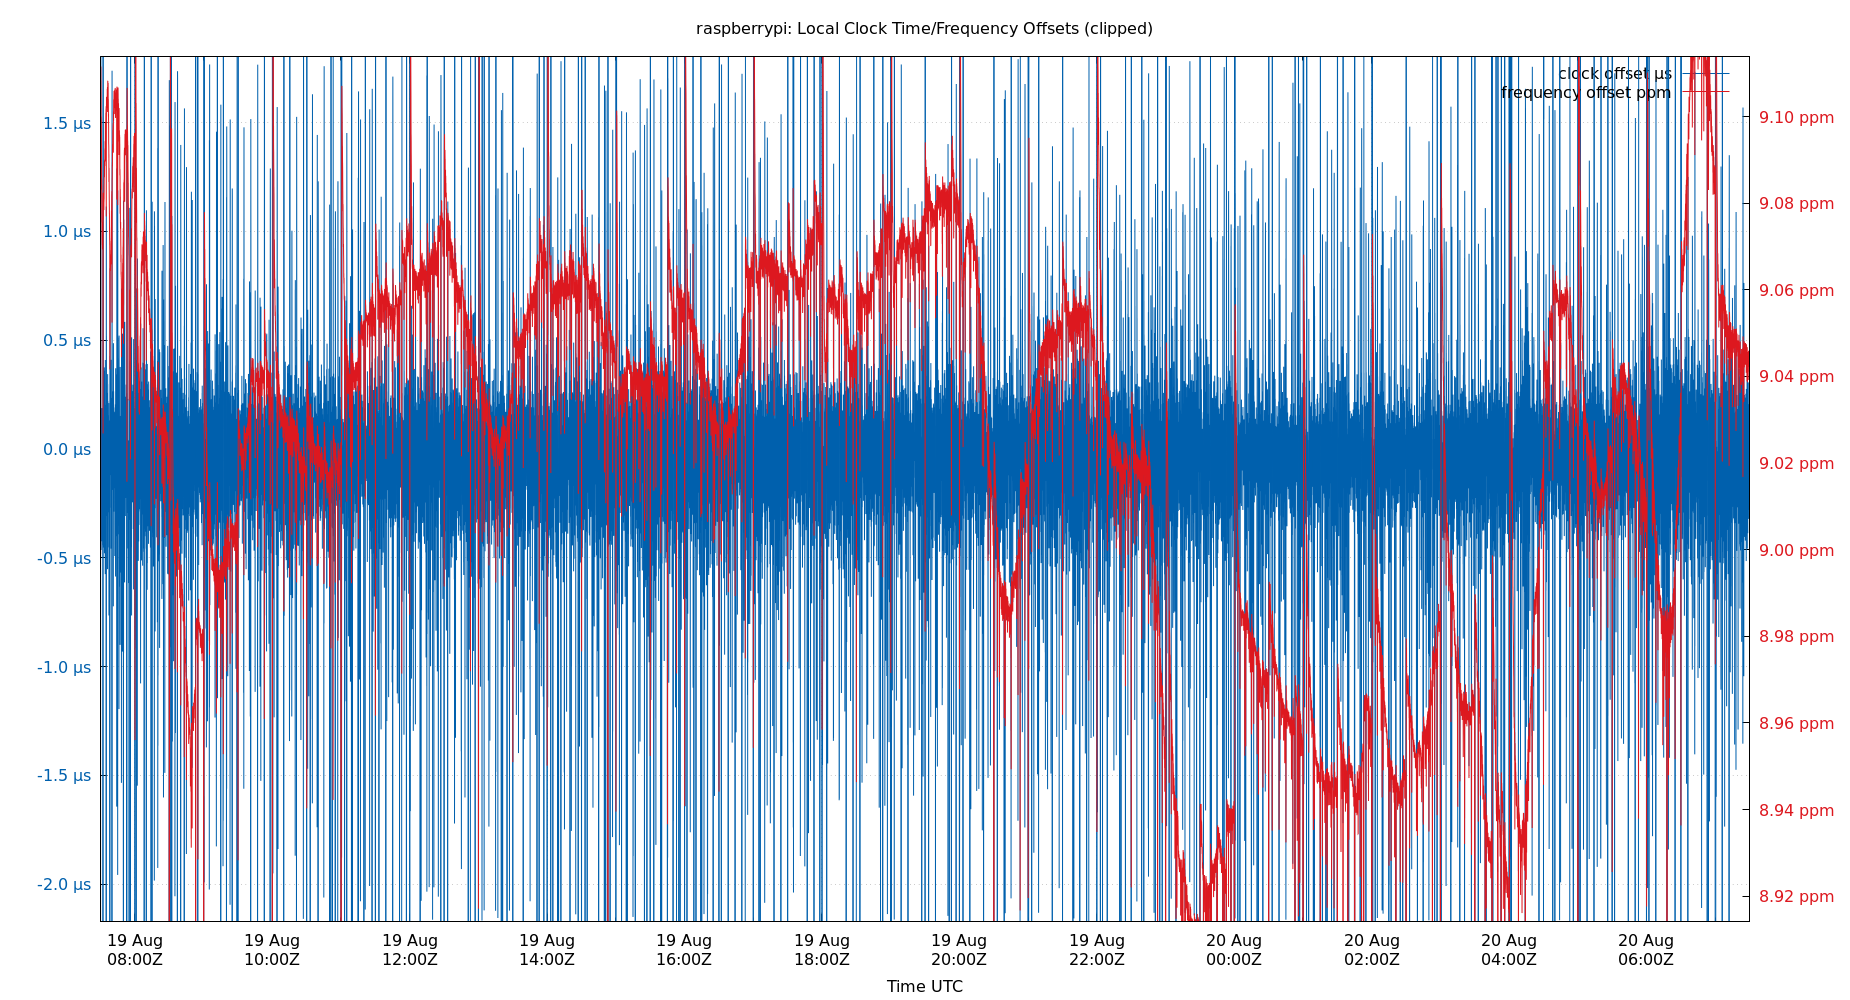 raspberrypi: Local Clock Time/Frequency Offsets (clipped)
clock offset µs
frequency offset ppm
1.5 µs
1.0 µs
0.5 µs
0.0 µs
-0.5 µs
-1.0 µs
-1.5 µs
-2.0 µs
9.10 ppm
9.08 ppm
9.06 ppm
9.04 ppm
9.02 ppm
9.00 ppm
8.98 ppm
8.96 ppm
8.94 ppm
8.92 ppm
19 Aug 19 Aug 19 Aug 19 Aug 19 Aug 19 Aug 19 Aug 19 Aug 20 Aug 20 Aug 20 Aug 20 Aug
08:00Z 10:00Z 12:00Z 14:00Z 16:00Z 18:00Z 20:00Z 22:00Z 00:00Z 02:00Z 04:00Z 06:00Z
Time UTC